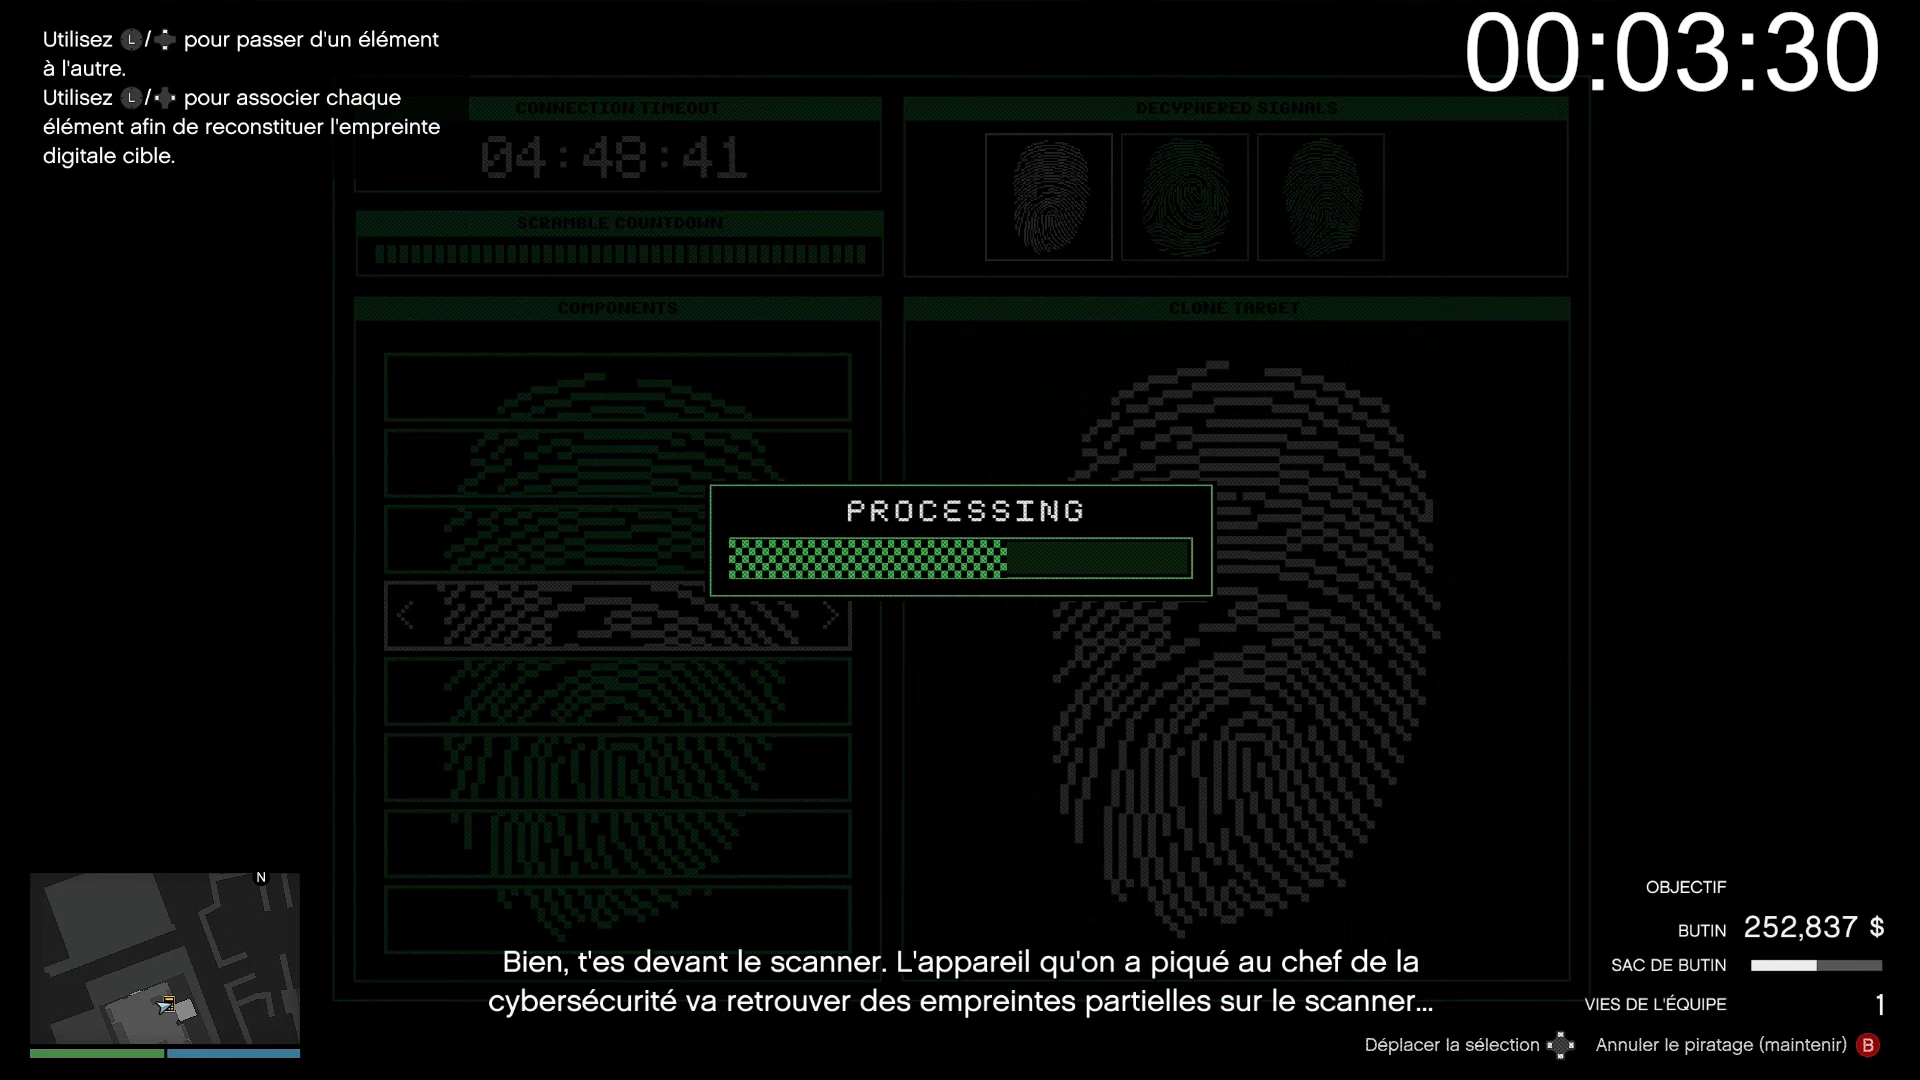 Utilisez L/ pour passer d'un élément
à l'autre.
Utilisez L/ pour associer chaque
élément afin de reconstituer l'empreinte
digitale cible.
00:03:30
CONNECTION TIMEOUT
04:48:41
DECYPHERED SIGNALS
SCRAMBLE COUNTDOWN
COMPONENTS
CLONE TARGET
PROCESSING
N
OBJECTIF
BUTIN 252,837 $
SAC DE BUTIN
VIES DE L'ÉQUIPE 1
Bien, t'es devant le scanner. L'appareil qu'on a piqué au chef de la
cybersécurité va retrouver des empreintes partielles sur le scanner...
Déplacer la sélection Annuler le piratage (maintenir) B